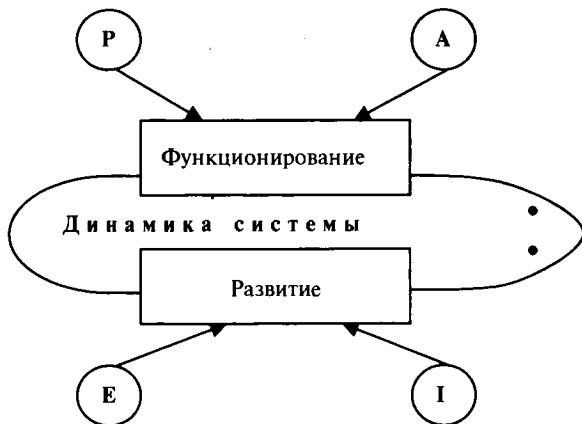 P A
Функционирование
Динамика системы
Развитие
E I